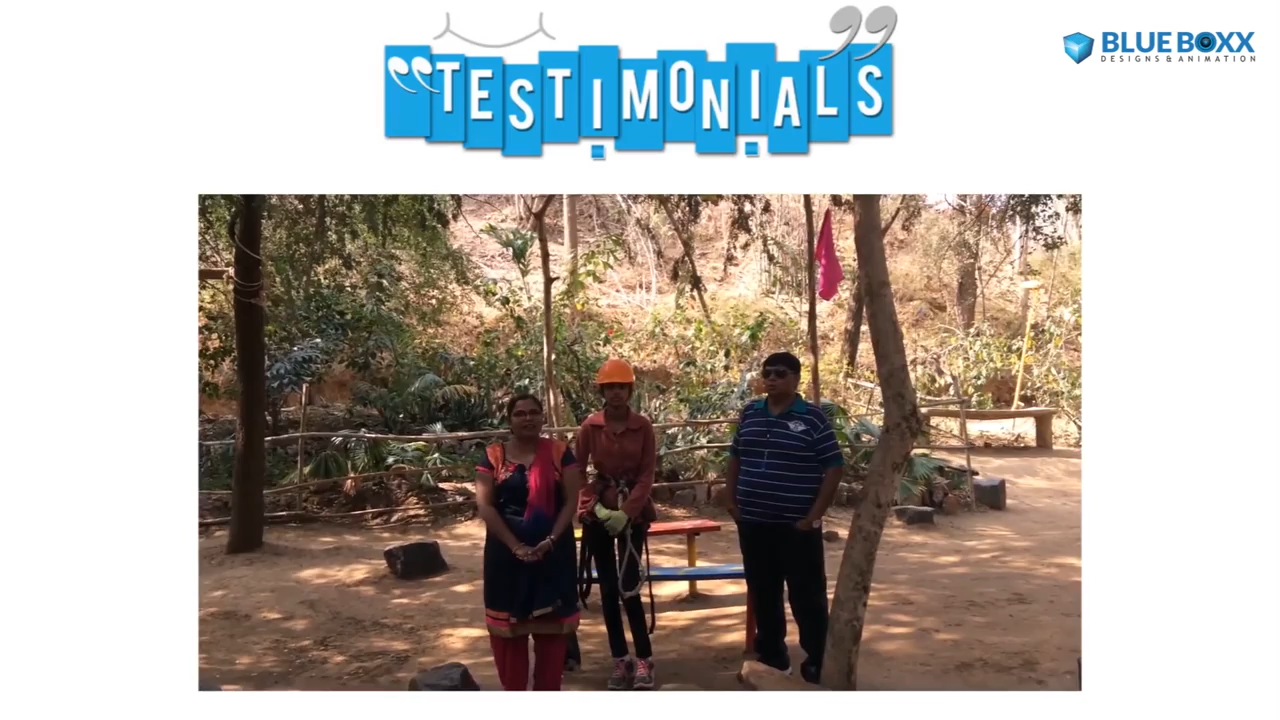 “TESTIMONIALS”
BLUE BOXX
DESIGNS & ANIMATION